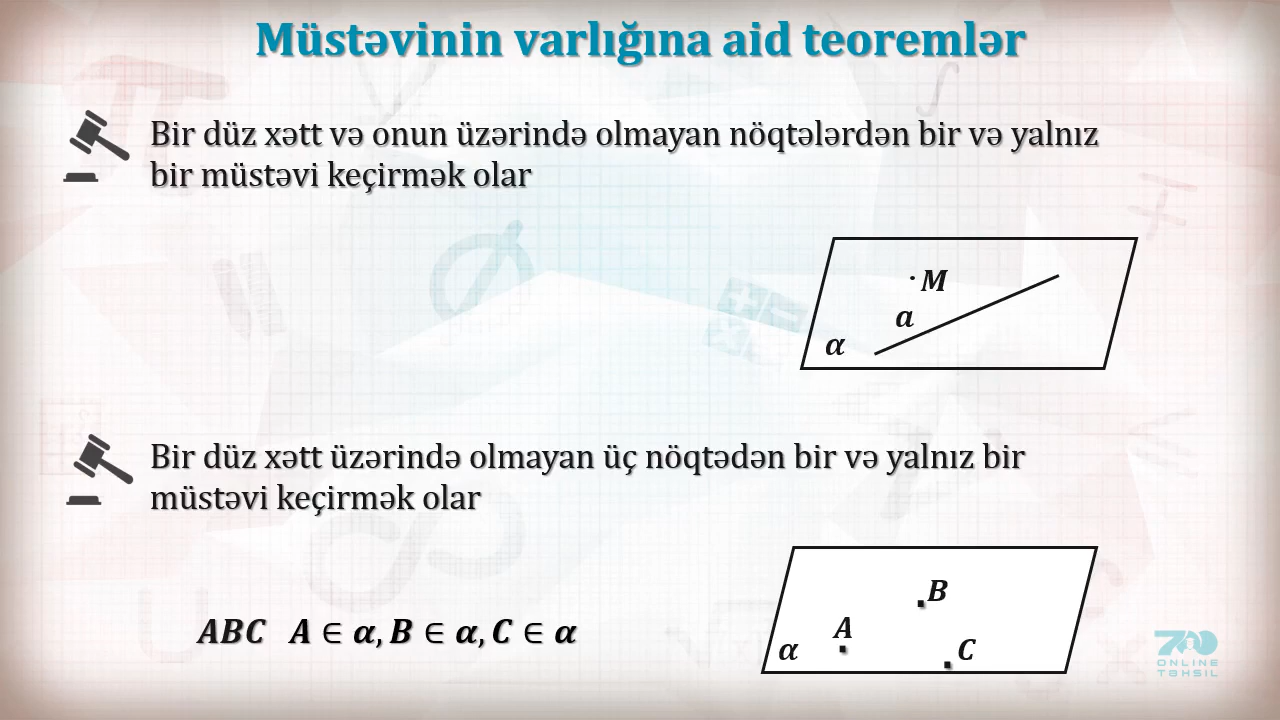 Müstəvinin varlığına aid teoremlər
Bir düz xətt və onun üzərində olmayan nöqtələrdən bir və yalnız
bir müstəvi keçirmək olar
M
a
α
Bir düz xətt üzərində olmayan üç nöqtədən bir və yalnız bir
müstəvi keçirmək olar
ABC A ∈ α, B ∈ α, C ∈ α
B
A
α
C
ONLINE
TƏHSİL